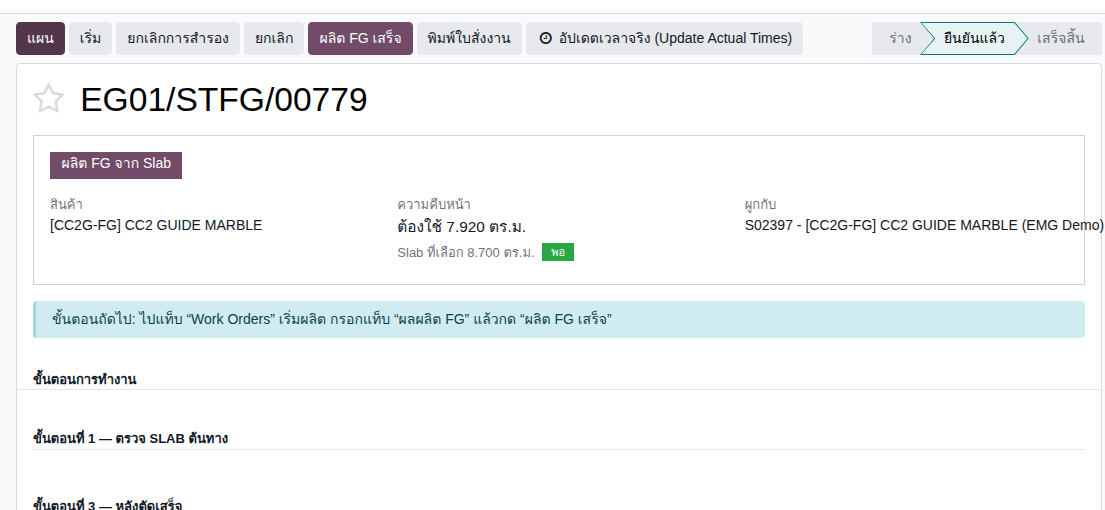 แผน เริ่ม ยกเลิกการสำรอง ยกเลิก ผลิต FG เสร็จ พิมพ์ใบสั่งงาน อัปเดตเวลาจริง (Update Actual Times) ร่าง ยืนยันแล้ว เสร็จสิ้น
EG01/STFG/00779
ผลิต FG จาก Slab
สินค้า ความคืบหน้า ผูกกับ
[CC2G-FG] CC2 GUIDE MARBLE ต้องใช้ 7.920 ตร.ม. S02397 - [CC2G-FG] CC2 GUIDE MARBLE (EMG Demo)
Slab ที่เลือก 8.700 ตร.ม. พอ
ขั้นตอนถัดไป: ไปแท็บ “Work Orders” เริ่มผลิต กรอกแท็บ “ผลผลิต FG” แล้วกด “ผลิต FG เสร็จ”
ขั้นตอนการทำงาน
ขั้นตอนที่ 1 — ตรวจ SLAB ต้นทาง
ขั้นตอนที่ 3 — หลังตัดเสร็จ